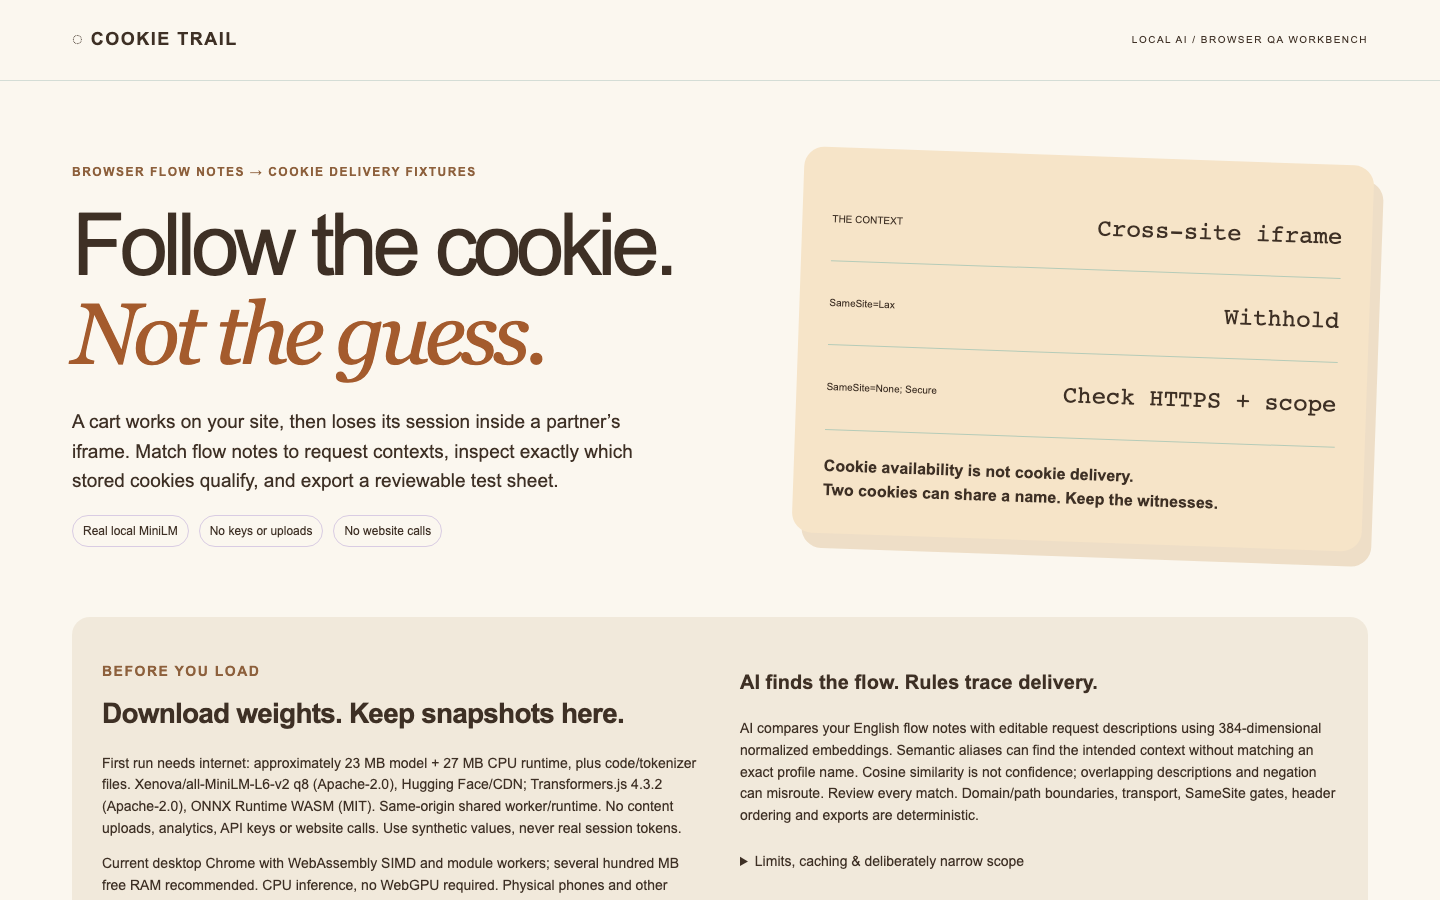 COOKIE TRAIL
LOCAL AI / BROWSER QA WORKBENCH
BROWSER FLOW NOTES → COOKIE DELIVERY FIXTURES
Follow the cookie.
Not the guess.
A cart works on your site, then loses its session inside a partner’s
iframe. Match flow notes to request contexts, inspect exactly which
stored cookies qualify, and export a reviewable test sheet.
Real local MiniLM
No keys or uploads
No website calls
THE CONTEXT
Cross-site iframe
SameSite=Lax
Withhold
SameSite=None; Secure
Check HTTPS + scope
Cookie availability is not cookie delivery.
Two cookies can share a name. Keep the witnesses.
BEFORE YOU LOAD
Download weights. Keep snapshots here.
First run needs internet: approximately 23 MB model + 27 MB CPU runtime, plus code/tokenizer
files. Xenova/all-MiniLM-L6-v2 q8 (Apache-2.0), Hugging Face/CDN; Transformers.js 4.3.2
(Apache-2.0), ONNX Runtime WASM (MIT). Same-origin shared worker/runtime. No content
uploads, analytics, API keys or website calls. Use synthetic values, never real session tokens.
Current desktop Chrome with WebAssembly SIMD and module workers; several hundred MB
free RAM recommended. CPU inference, no WebGPU required. Physical phones and other
AI finds the flow. Rules trace delivery.
AI compares your English flow notes with editable request descriptions using 384-dimensional
normalized embeddings. Semantic aliases can find the intended context without matching an
exact profile name. Cosine similarity is not confidence; overlapping descriptions and negation
can misroute. Review every match. Domain/path boundaries, transport, SameSite gates, header
ordering and exports are deterministic.
Limits, caching & deliberately narrow scope